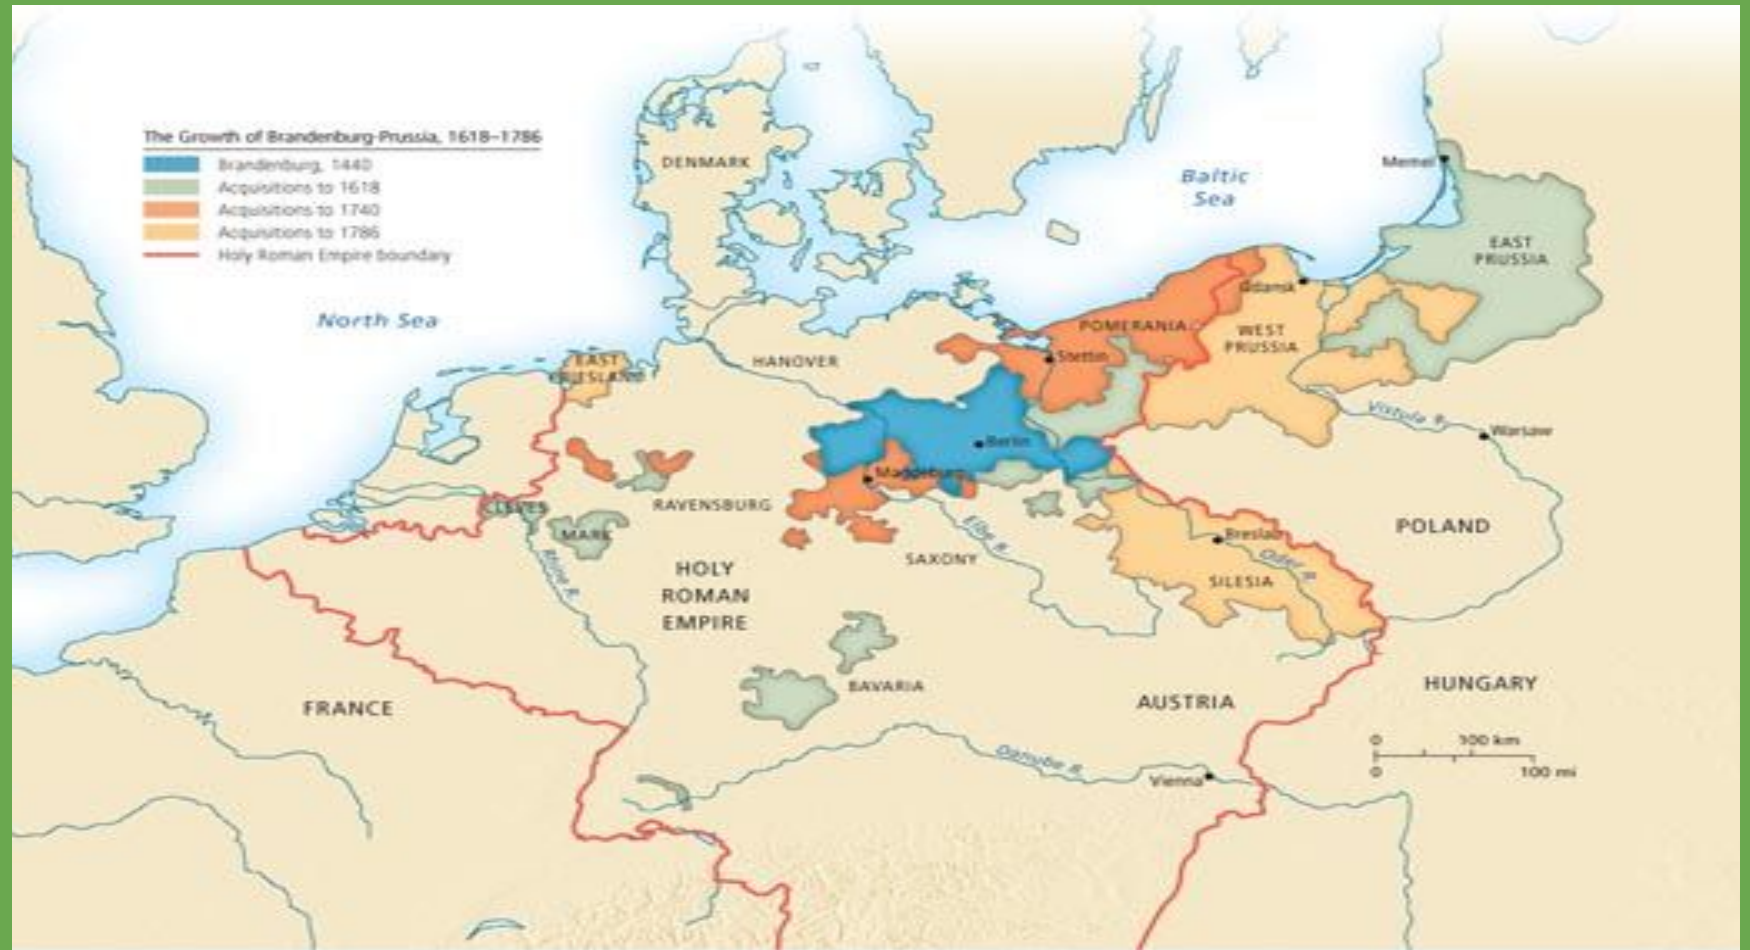 The Growth of Brandenburg-Prussia, 1618–1786
Brandenburg, 1440
Acquisitions to 1618
Acquisitions to 1740
Acquisitions to 1786
Holy Roman Empire boundary
DENMARK
Baltic
Sea
Memel
EAST
PRUSSIA
Gdansk
North Sea
POMERANIA
WEST
PRUSSIA
Stettin
EAST
FRIESLAND
HANOVER
Vistula R.
Warsaw
Berlin
Magdeburg
CLEVES
RAVENSBURG
MARK
Elbe R.
Breslau
POLAND
Rhine R.
SAXONY
Oder R.
SILESIA
HOLY
ROMAN
EMPIRE
BAVARIA
FRANCE
AUSTRIA
HUNGARY
Danube R.
Vienna
0 100 km
0 100 mi